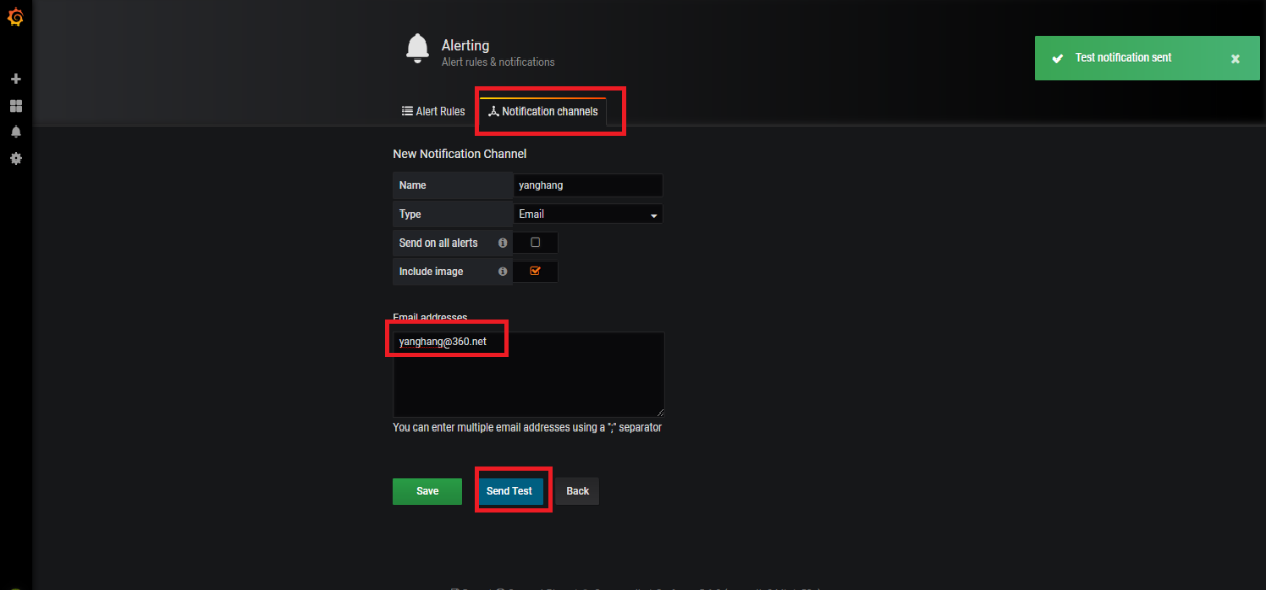 Alerting
Alert rules & notifications
Test notification sent
Alert Rules
Notification channels
New Notification Channel
Name yanghang
Type Email
Send on all alerts
Include image
Email addresses
yanghang@360.net
You can enter multiple email addresses using a ";" separator
Save Send Test Back